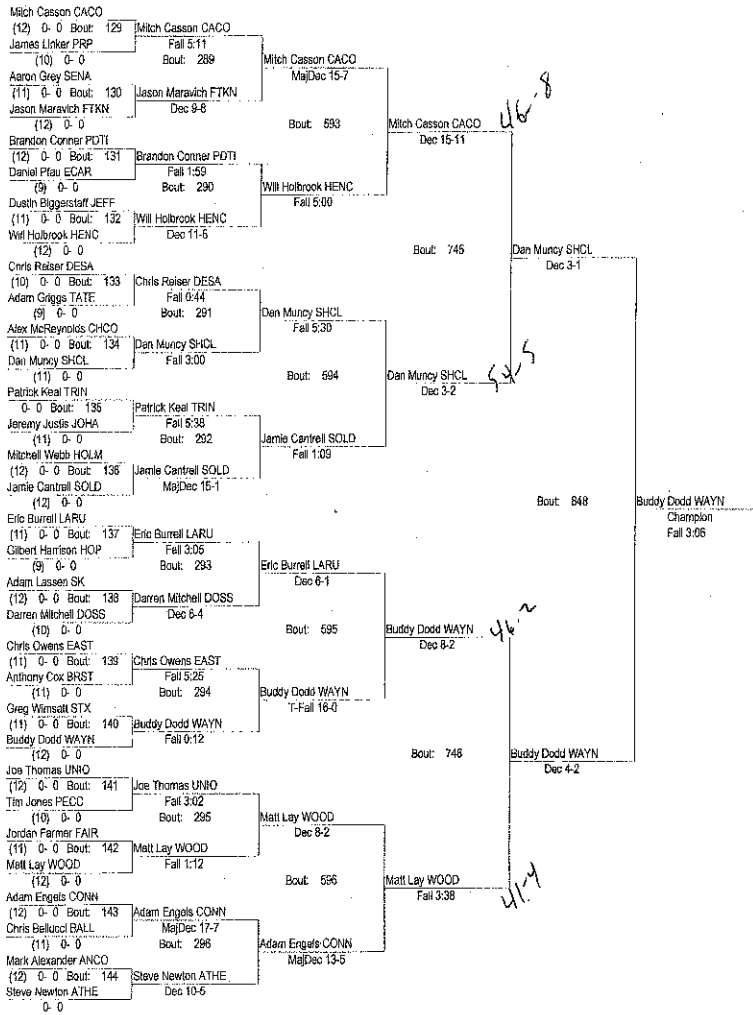 Mitch Casson CACO
(12) 0- 0 Bout: 129
James Linker PRP
(10) 0- 0
Aaron Grey SENA
(11) 0- 0 Bout: 130
Jason Maravich FTKN
(12) 0- 0
Brandon Conner PDTI
(12) 0- 0 Bout: 131
Daniel Pfau ECAR
(9) 0- 0
Dustin Biggerstaff JEFF
(11) 0- 0 Bout: 132
Will Holbrook HENC
(12) 0- 0
Chris Reiser DESA
(10) 0- 0 Bout: 133
Adam Griggs TATE
(9) 0- 0
Alex McReynolds CHCO
(11) 0- 0 Bout: 134
Dan Muncy SHCL
(11) 0- 0
Patrick Keal TRIN
0- 0 Bout: 135
Jeremy Justis JOHA
(11) 0- 0
Mitchell Webb HOLM
(12) 0- 0 Bout: 136
Jamie Cantrell SOLD
(12) 0- 0
Eric Burrell LARU
(11) 0- 0 Bout: 137
Gilbert Harrison HOP
(9) 0- 0
Adam Lassen SK
(12) 0- 0 Bout: 138
Darren Mitchell DOSS
(10) 0- 0
Chris Owens EAST
(11) 0- 0 Bout: 139
Anthony Cox BRST
(11) 0- 0
Greg Wimsatt STX
(11) 0- 0 Bout: 140
Buddy Dodd WAYN
(12) 0- 0
Joe Thomas UNIO
(12) 0- 0 Bout: 141
Tim Jones PECC
(10) 0- 0
Jordan Farmer FAIR
(11) 0- 0 Bout: 142
Matt Lay WOOD
(12) 0- 0
Adam Engels CONN
(12) 0- 0 Bout: 143
Chris Bellucci BALL
(11) 0- 0
Mark Alexander ANCO
(12) 0- 0 Bout: 144
Steve Newton ATHE
0- 0
Mitch Casson CACO
Fall 5:11
Bout: 289
Jason Maravich FTKN
Dec 9-8
Brandon Conner PDTI
Fall 1:59
Bout: 290
Will Holbrook HENC
Dec 11-6
Chris Reiser DESA
Fall 0:44
Bout: 291
Dan Muncy SHCL
Fall 3:00
Patrick Keal TRIN
Fall 5:38
Bout: 292
Jamie Cantrell SOLD
MajDec 15-1
Eric Burrell LARU
Fall 3:05
Bout: 293
Darren Mitchell DOSS
Dec 6-4
Chris Owens EAST
Fall 5:25
Bout: 294
Buddy Dodd WAYN
Fall 0:12
Joe Thomas UNIO
Fall 3:02
Bout: 295
Matt Lay WOOD
Fall 1:12
Adam Engels CONN
MajDec 17-7
Bout: 296
Steve Newton ATHE
Dec 10-5
Mitch Casson CACO
MajDec 15-7
Bout: 593
Will Holbrook HENC
Fall 5:00
Dan Muncy SHCL
Fall 5:30
Bout: 594
Jamie Cantrell SOLD
Fall 1:09
Eric Burrell LARU
Dec 6-1
Bout: 595
Buddy Dodd WAYN
T-Fall 16-0
Matt Lay WOOD
Dec 8-2
Bout: 596
Adam Engels CONN
MajDec 13-5
Mitch Casson CACO
Dec 15-11
46-8
Bout: 745
Dan Muncy SHCL
Dec 3-2
54-5
Buddy Dodd WAYN
Dec 8-2
46-2
Bout: 746
Matt Lay WOOD
Fall 3:38
41-4
Dan Muncy SHCL
Dec 3-1
Bout: 848
Buddy Dodd WAYN
Dec 4-2
Buddy Dodd WAYN
Champion
Fall 3:06